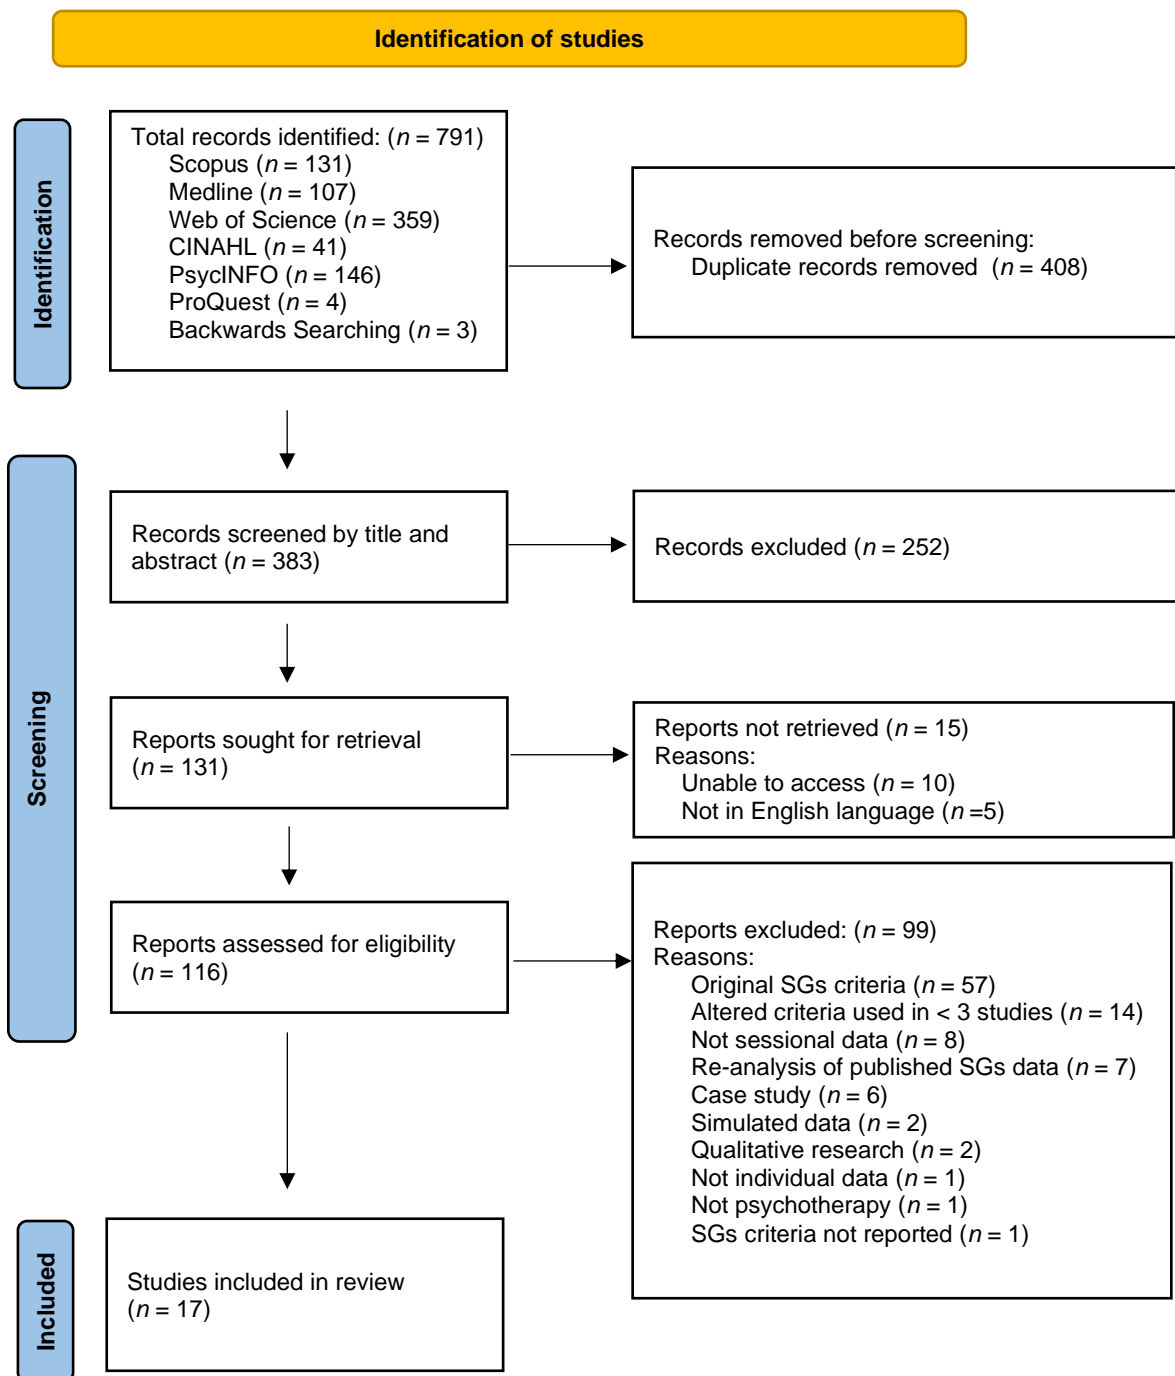 Identification of studies
Identification
Total records identified: (n = 791)
Scopus (n = 131)
Medline (n = 107)
Web of Science (n = 359)
CINAHL (n = 41)
PsycINFO (n = 146)
ProQuest (n = 4)
Backwards Searching (n = 3)
Records removed before screening:
Duplicate records removed  (n = 408)
Screening
Records screened by title and
abstract (n = 383)
Records excluded (n = 252)
Reports sought for retrieval
(n = 131)
Reports not retrieved (n = 15)
Reasons:
Unable to access (n = 10)
Not in English language (n =5)
Reports assessed for eligibility
(n = 116)
Reports excluded: (n = 99)
Reasons:
Original SGs criteria (n = 57)
Altered criteria used in < 3 studies (n = 14)
Not sessional data (n = 8)
Re-analysis of published SGs data (n = 7)
Case study (n = 6)
Simulated data (n = 2)
Qualitative research (n = 2)
Not individual data (n = 1)
Not psychotherapy (n = 1)
SGs criteria not reported (n = 1)
Included
Studies included in review
(n = 17)